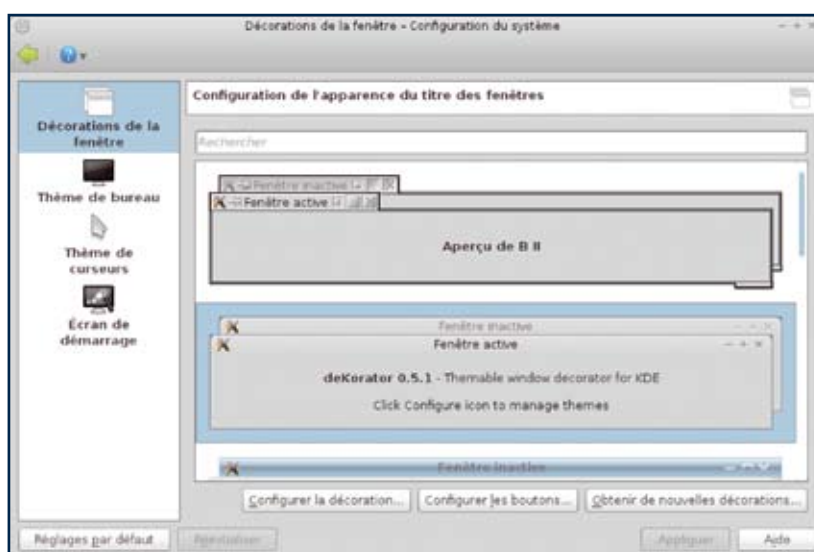 Décorations de la fenêtre – Configuration du système
Configuration de l'apparence du titre des fenêtres
Décorations de la
fenêtre
Thème de bureau
Thème de
curseurs
Écran de
démarrage
Rechercher
Fenêtre inactive
Fenêtre active
Aperçu de B II
Fenêtre inactive
Fenêtre active
deKorator 0.5.1 - Themable window decorator for KDE
Click Configure icon to manage themes
Fenêtre inactive
Configurer la décoration...
Configurer les boutons...
Obtenir de nouvelles décorations...
Réglages par défaut
Réinitialiser
Appliquer
Aide